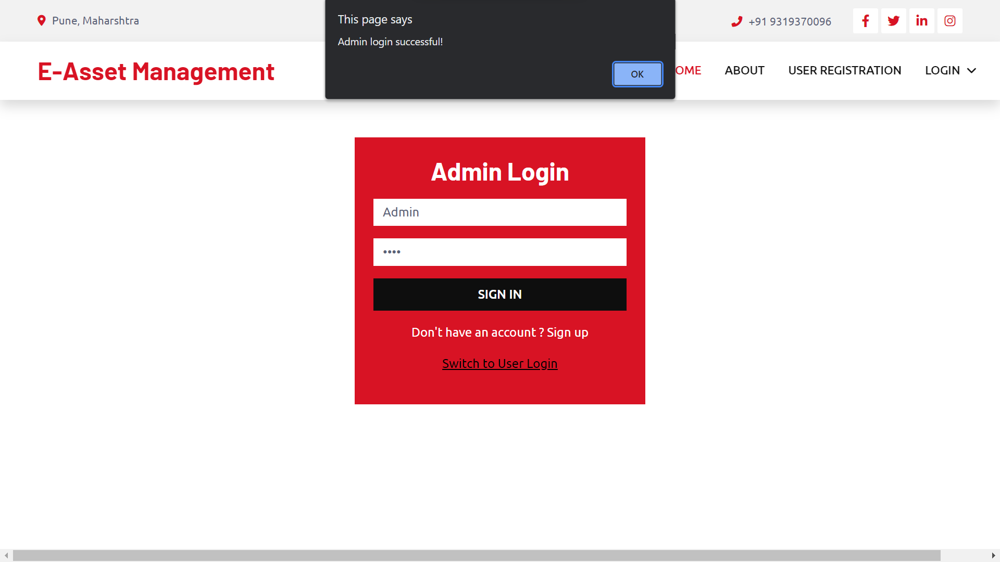 Pune, Maharshtra
This page says
Admin login successful!
OK
+91 9319370096
E-Asset Management
OME
ABOUT
USER REGISTRATION
LOGIN
Admin Login
Admin
••••
SIGN IN
Don't have an account ? Sign up
Switch to User Login